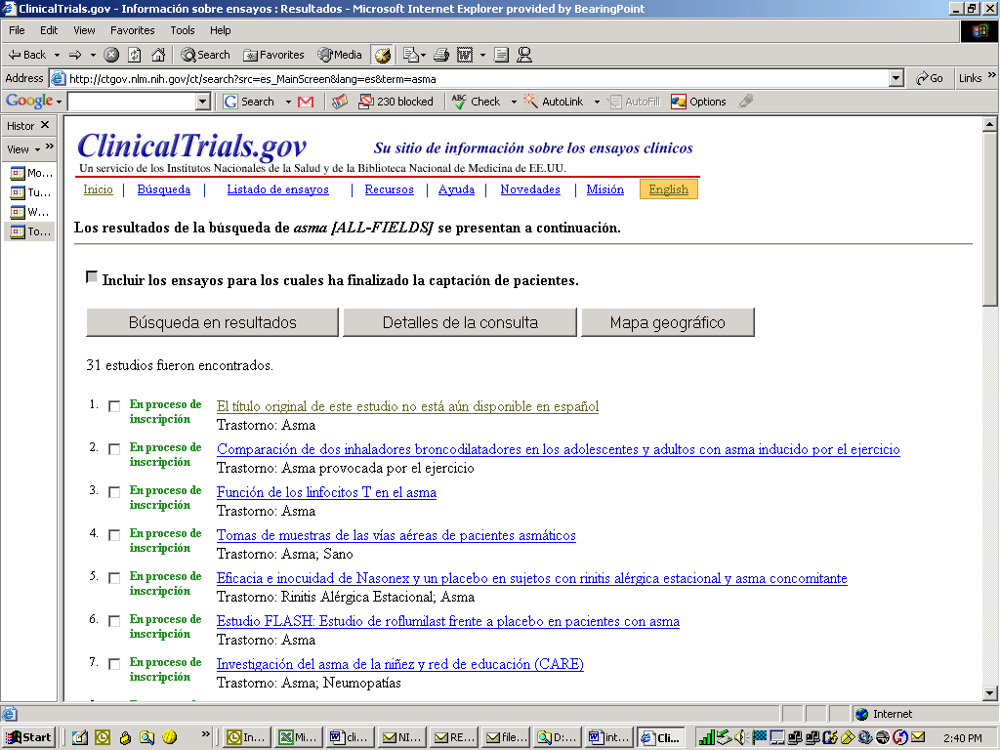 ClinicalTrials.gov - Información sobre ensayos : Resultados - Microsoft Internet Explorer provided by BearingPoint
File Edit View Favorites Tools Help
Back Search Favorites Media
Address http://ctgov.nlm.nih.gov/ct/search?src=es_MainScreen&lang=es&term=asma Go Links »
Google Search 230 blocked ABC Check AutoLink AutoFill Options
Histor
View »
Mo...
Tu...
W...
To...
ClinicalTrials.gov Su sitio de información sobre los ensayos clínicos
Un servicio de los Institutos Nacionales de la Salud y de la Biblioteca Nacional de Medicina de EE.UU.
Inicio | Búsqueda | Listado de ensayos | Recursos | Ayuda | Novedades | Misión English
Los resultados de la búsqueda de asma [ALL-FIELDS] se presentan a continuación.
Incluir los ensayos para los cuales ha finalizado la captación de pacientes.
Búsqueda en resultados Detalles de la consulta Mapa geográfico
31 estudios fueron encontrados.
1. En proceso de inscripción El título original de este estudio no está aún disponible en español
Trastorno: Asma
2. En proceso de inscripción Comparación de dos inhaladores broncodilatadores en los adolescentes y adultos con asma inducido por el ejercicio
Trastorno: Asma provocada por el ejercicio
3. En proceso de inscripción Función de los linfocitos T en el asma
Trastorno: Asma
4. En proceso de inscripción Tomas de muestras de las vías aéreas de pacientes asmáticos
Trastorno: Asma; Sano
5. En proceso de inscripción Eficacia e inocuidad de Nasonex y un placebo en sujetos con rinitis alérgica estacional y asma concomitante
Trastorno: Rinitis Alérgica Estacional; Asma
6. En proceso de inscripción Estudio FLASH: Estudio de roflumilast frente a placebo en pacientes con asma
Trastorno: Asma
7. En proceso de inscripción Investigación del asma de la niñez y red de educación (CARE)
Trastorno: Asma; Neumopatías
Internet
Start » In... Mi... cli... NI... RE... file... D:... int... Cli... 2:40 PM